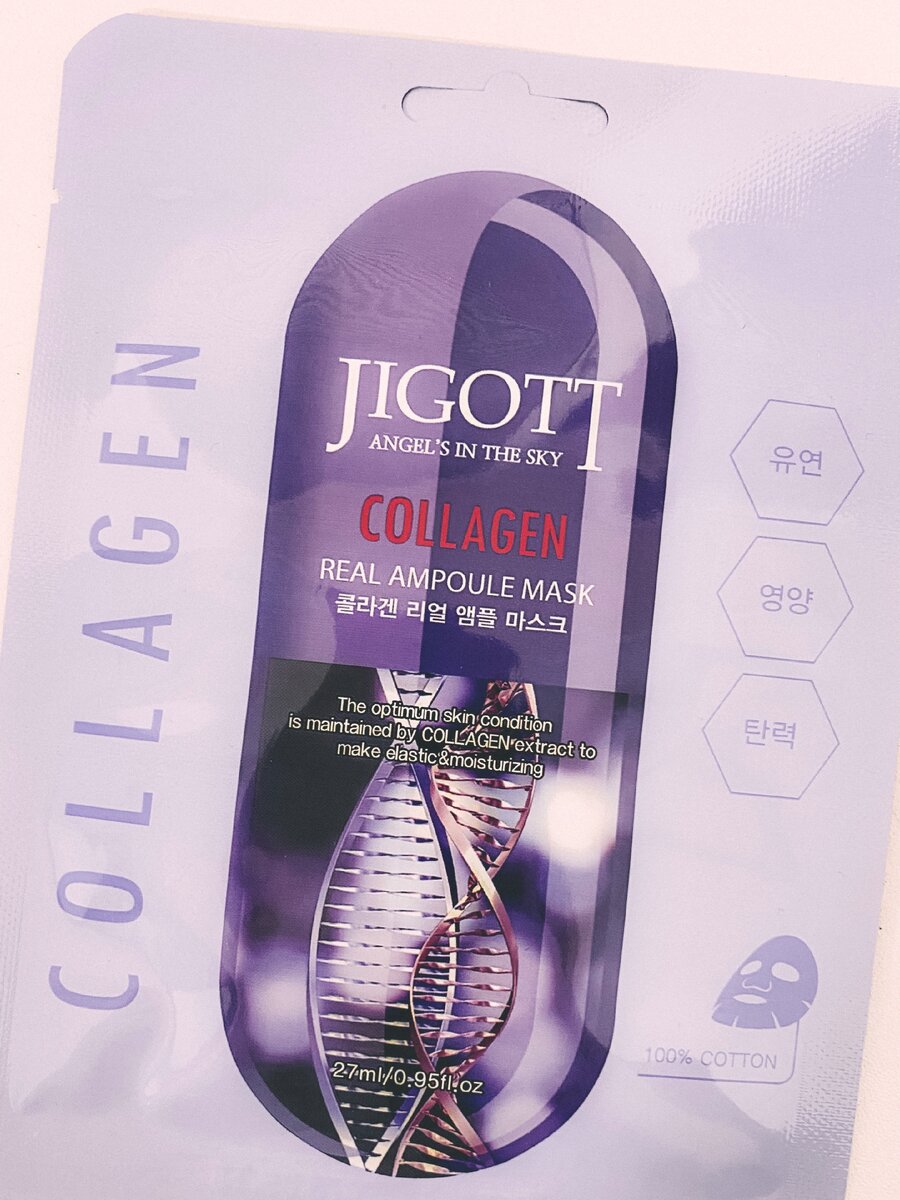 COLLAGEN
JIGOTT
ANGEL'S IN THE SKY
COLLAGEN
REAL AMPOULE MASK
콜라겐 리얼 앰플 마스크
The optimum skin condition
is maintained by COLLAGEN extract to
make elastic&moisturizing
27ml/0.95fl.oz
유연
영양
탄력
100% COTTON